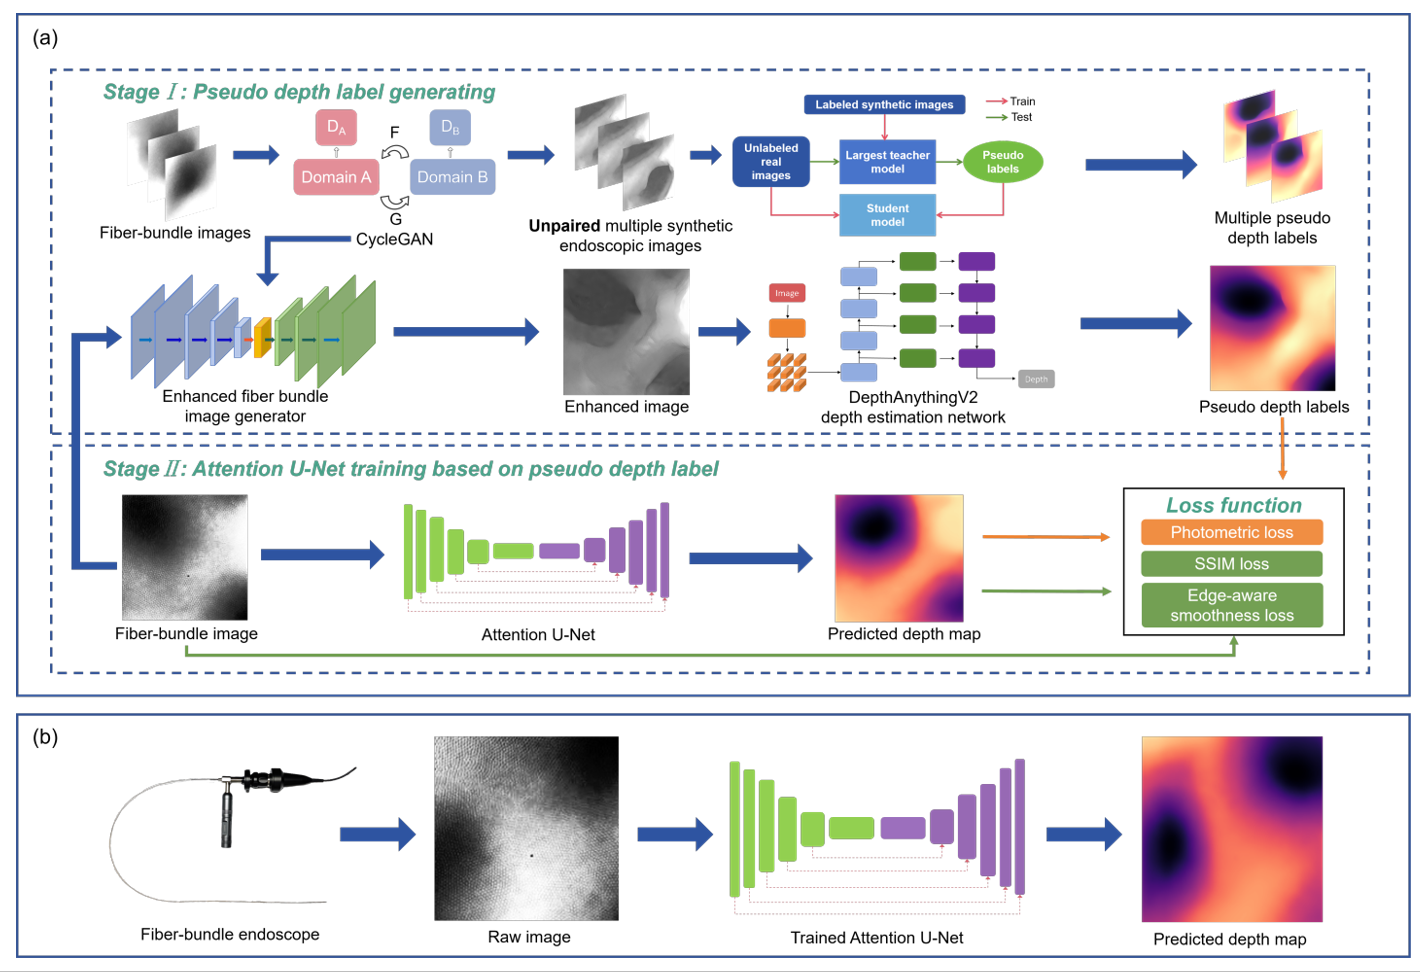 (a)
Stage Ⅰ: Pseudo depth label generating
Fiber-bundle images
D_A
D_B
F
Domain A
Domain B
G
CycleGAN
Unpaired multiple synthetic
endoscopic images
Labeled synthetic images
Train
Test
Unlabeled
real
images
Largest teacher
model
Pseudo
labels
Student
model
Multiple pseudo
depth labels
Enhanced fiber bundle
image generator
Enhanced image
Image
Depth
DepthAnythingV2
depth estimation network
Pseudo depth labels
Stage Ⅱ: Attention U-Net training based on pseudo depth label
Fiber-bundle image
Attention U-Net
Predicted depth map
Loss function
Photometric loss
SSIM loss
Edge-aware
smoothness loss
(b)
Fiber-bundle endoscope
Raw image
Trained Attention U-Net
Predicted depth map